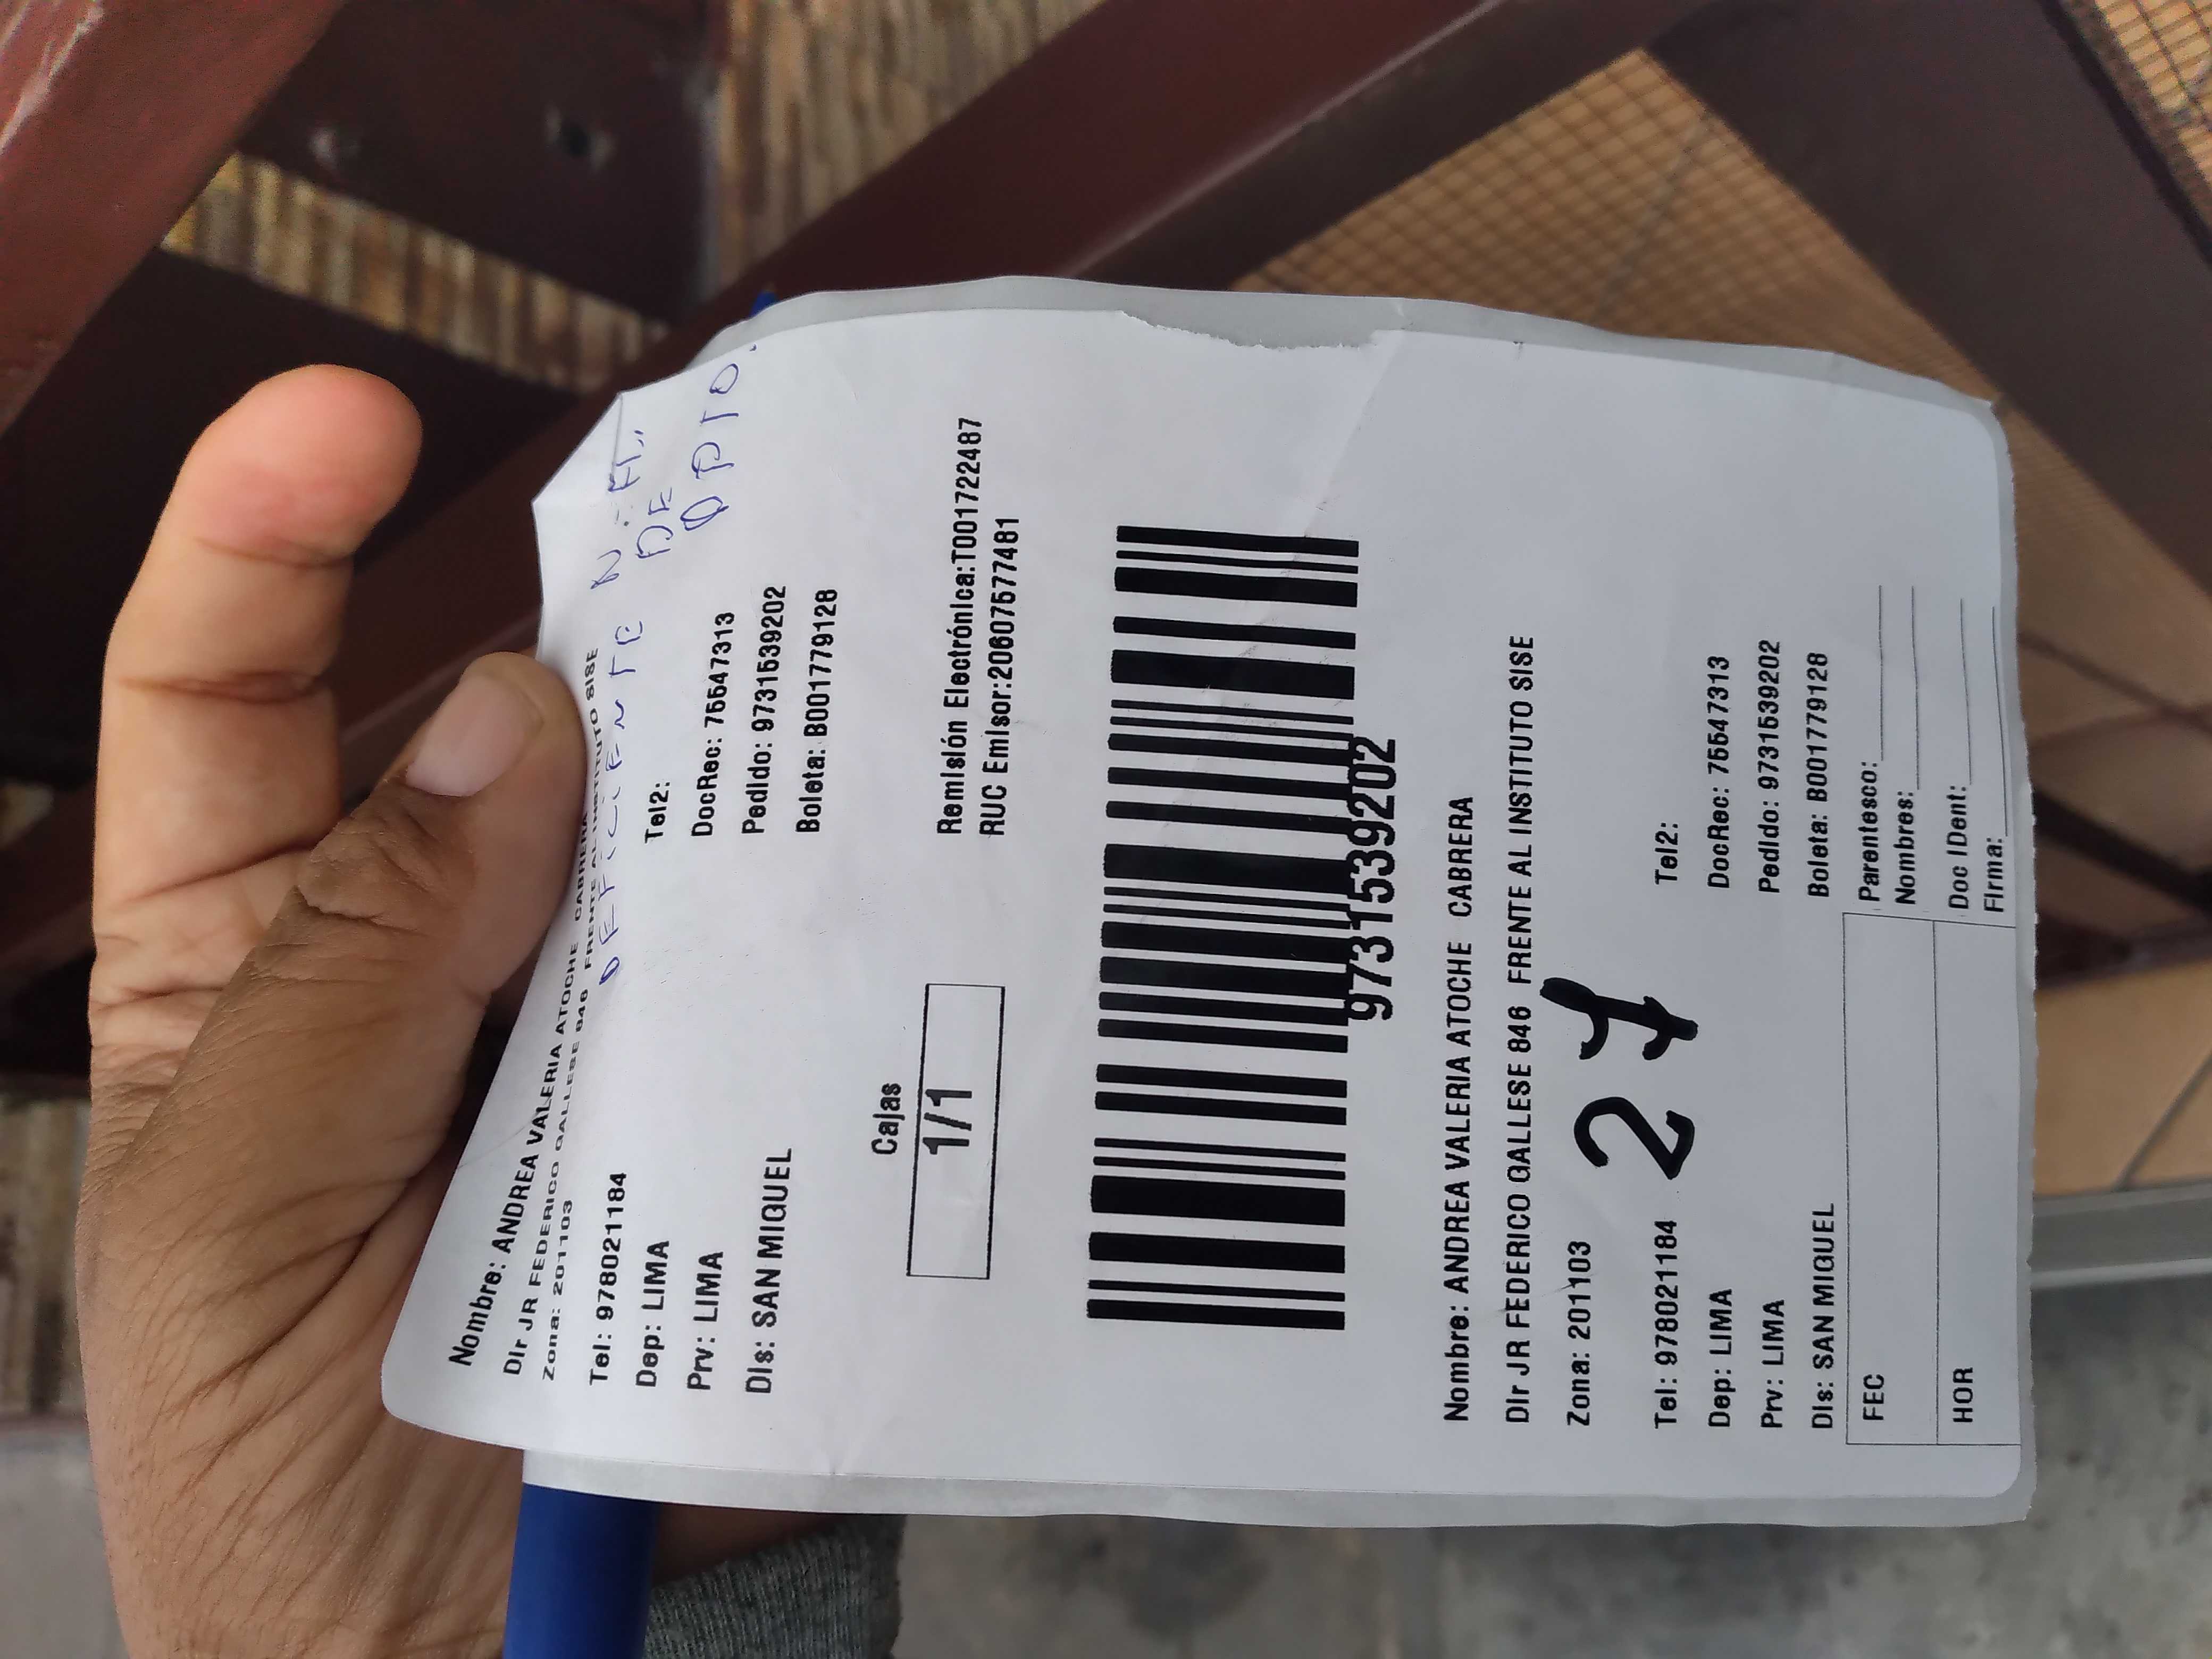 Nombre: ANDREA VALERIA ATOCHE CABRERA
Dir JR FEDERICO GALLESE 846 FRENTE AL INSTITUTO SISE
Zona: 201103
DEFICIENTE N.
DE
DPTO.
Tel: 978021184 Tel2:
Dep: LIMA DocRec: 75547313
Prv: LIMA Pedido: 9731539202
Dis: SAN MIGUEL Boleta: B001779128
Cajas
1/1
Remisión Electrónica:T001722487
RUC Emisor:20607577481
9731539202
Nombre: ANDREA VALERIA ATOCHE CABRERA
Dir JR FEDERICO GALLESE 846 FRENTE AL INSTITUTO SISE
Zona: 201103
Tel: 978021184 Tel2:
Dep: LIMA DocRec: 75547313
Prv: LIMA Pedido: 9731539202
Dis: SAN MIGUEL Boleta: B001779128
FEC Parentesco:
Nombres:
HOR Doc IDent:
Firma: